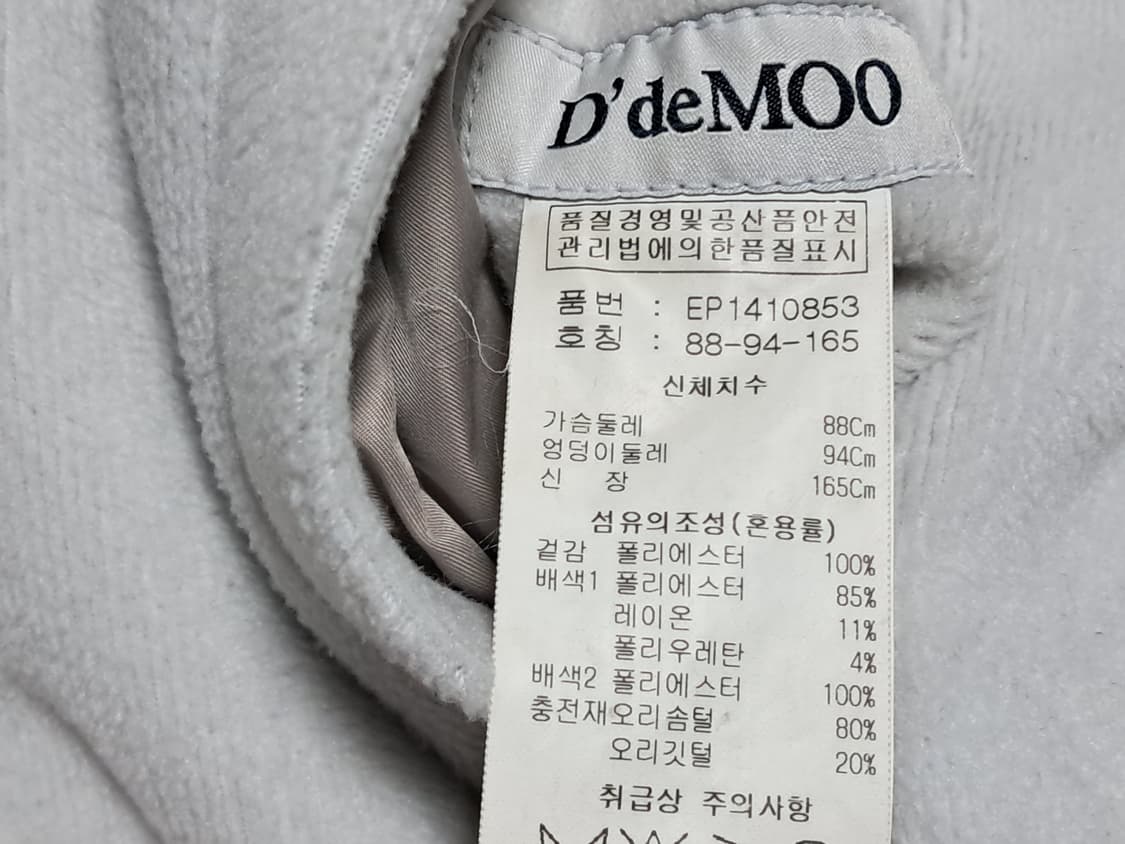 D'deMOO
품질경영및공산품안전
관리법에의한품질표시
품번 : EP1410853
호칭 : 88-94-165
신체치수
가슴둘레 88Cm
엉덩이둘레 94Cm
신 장 165Cm
섬유의조성(혼용률)
겉감 폴리에스터 100%
배색1 폴리에스터 85%
레이온 11%
폴리우레탄 4%
배색2 폴리에스터 100%
충전재오리솜털 80%
오리깃털 20%
취급상 주의사항